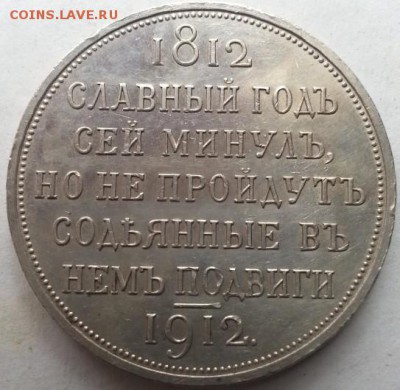 COINS.LAVE.RU
1812
СЛАВНЫЙ ГОДЪ
СЕЙ МИНУЛЪ,
НО НЕ ПРОЙДУТЪ
СОДѢЯННЫЕ ВЪ
НЕМЪ ПОДВИГИ
1912.